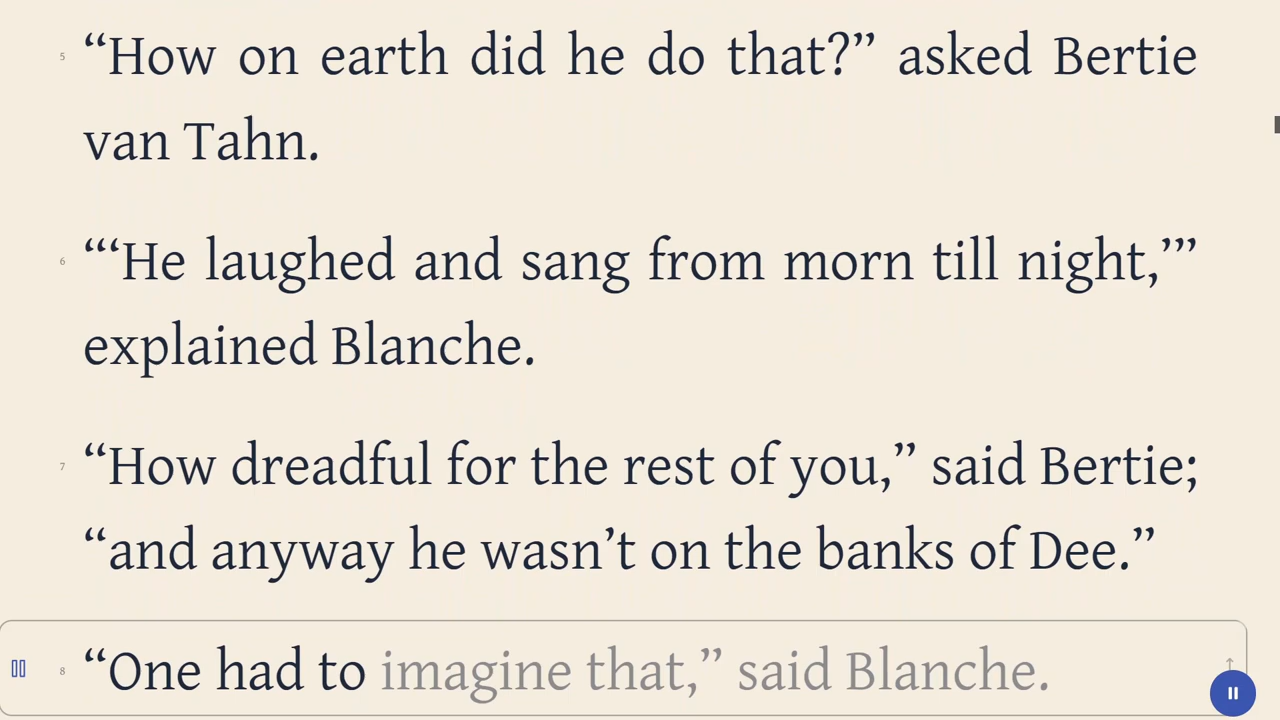 5 “How on earth did he do that?” asked Bertie
van Tahn.
6 “‘He laughed and sang from morn till night,’”
explained Blanche.
7 “How dreadful for the rest of you,” said Bertie;
“and anyway he wasn’t on the banks of Dee.”
8 “One had to imagine that,” said Blanche.